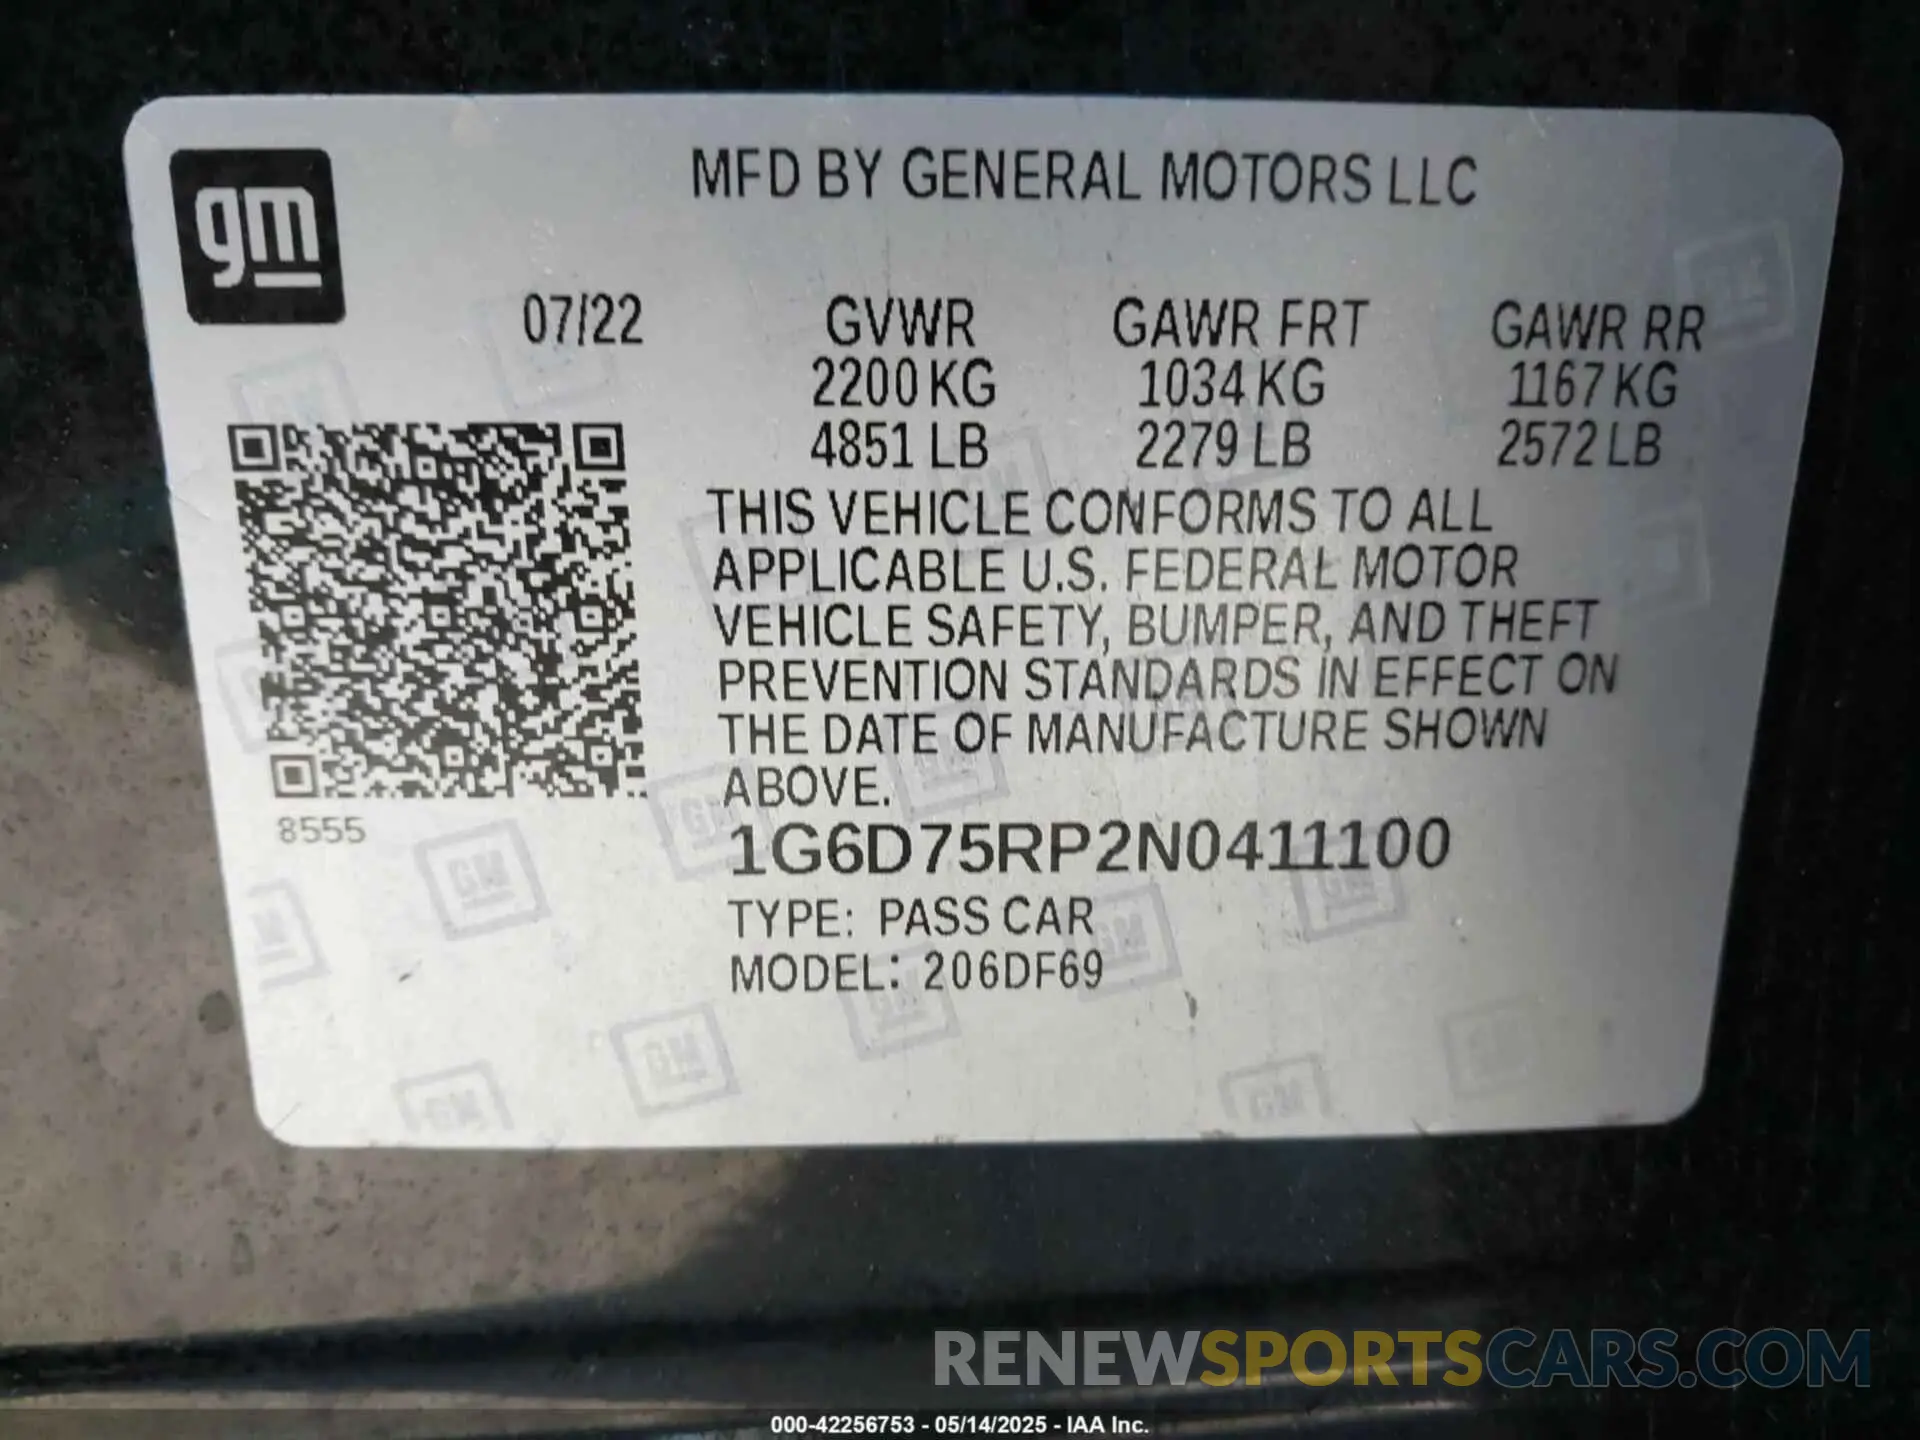 MFD BY GENERAL MOTORS LLC
gm
07/22 GVWR GAWR FRT GAWR RR
2200 KG 1034 KG 1167 KG
4851 LB 2279 LB 2572 LB
THIS VEHICLE CONFORMS TO ALL
APPLICABLE U.S. FEDERAL MOTOR
VEHICLE SAFETY, BUMPER, AND THEFT
PREVENTION STANDARDS IN EFFECT ON
THE DATE OF MANUFACTURE SHOWN
ABOVE.
8555
1G6D75RP2N0411100
TYPE: PASS CAR
MODEL: 206DF69
RENEWSPORTSCARS.COM
000-42256753 - 05/14/2025 - IAA Inc.